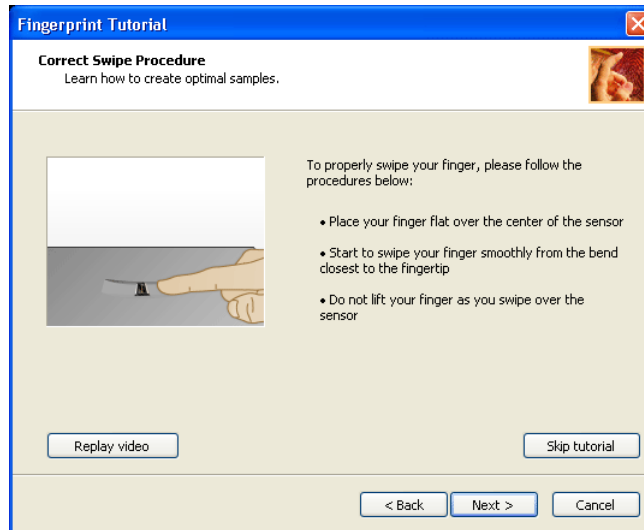 Fingerprint Tutorial
Correct Swipe Procedure
Learn how to create optimal samples.
To properly swipe your finger, please follow the
procedures below:
• Place your finger flat over the center of the sensor
• Start to swipe your finger smoothly from the bend
closest to the fingertip
• Do not lift your finger as you swipe over the
sensor
Replay video
Skip tutorial
< Back
Next >
Cancel